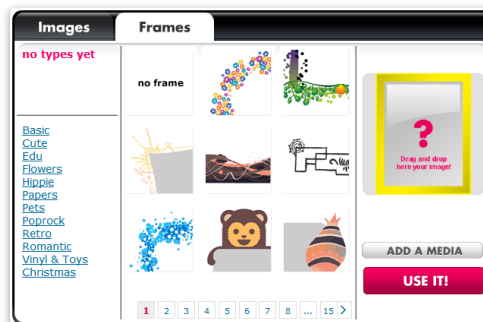 Images
Frames
no types yet
Basic
Cute
Edu
Flowers
Hippie
Papers
Pets
Poprock
Retro
Romantic
Vinyl & Toys
Christmas
no frame
1 2 3 4 5 6 7 8 ... 15 >
?
Drag and drop
here your image!
ADD A MEDIA
USE IT!